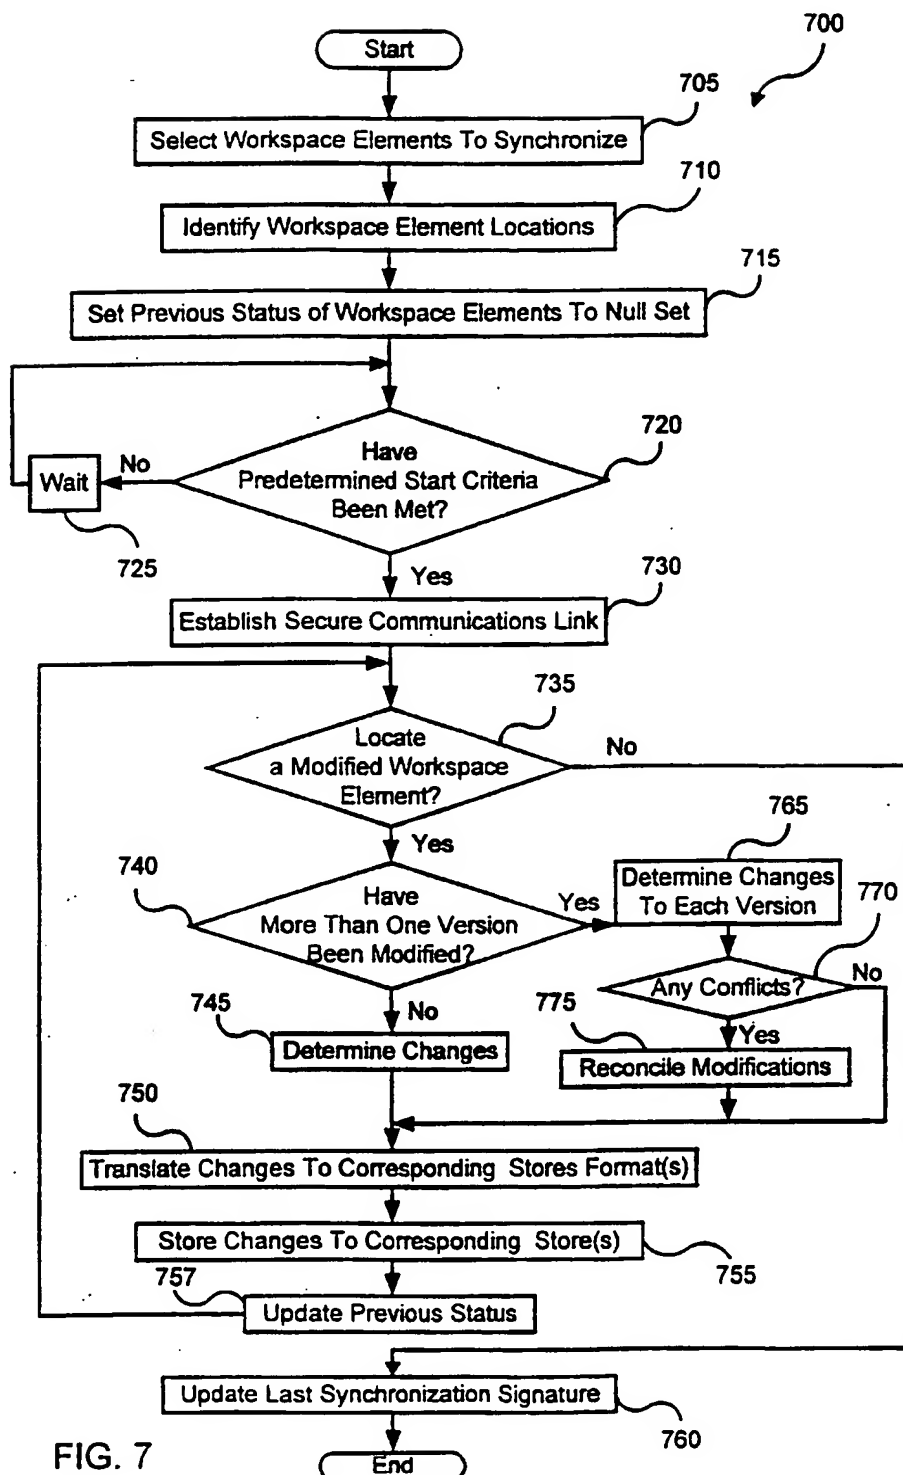 700
Start
705
Select Workspace Elements To Synchronize
710
Identify Workspace Element Locations
715
Set Previous Status of Workspace Elements To Null Set
720
Have
Predetermined Start Criteria
Been Met?
No
Wait
725
Yes
730
Establish Secure Communications Link
735
Locate
a Modified Workspace
Element?
No
Yes
765
Determine Changes
To Each Version
740
Have
More Than One Version
Been Modified?
Yes
770
Any Conflicts?
No
No
745
Determine Changes
775
Yes
Reconcile Modifications
750
Translate Changes To Corresponding Stores Format(s)
Store Changes To Corresponding Store(s)
755
757
Update Previous Status
Update Last Synchronization Signature
760
End
FIG. 7